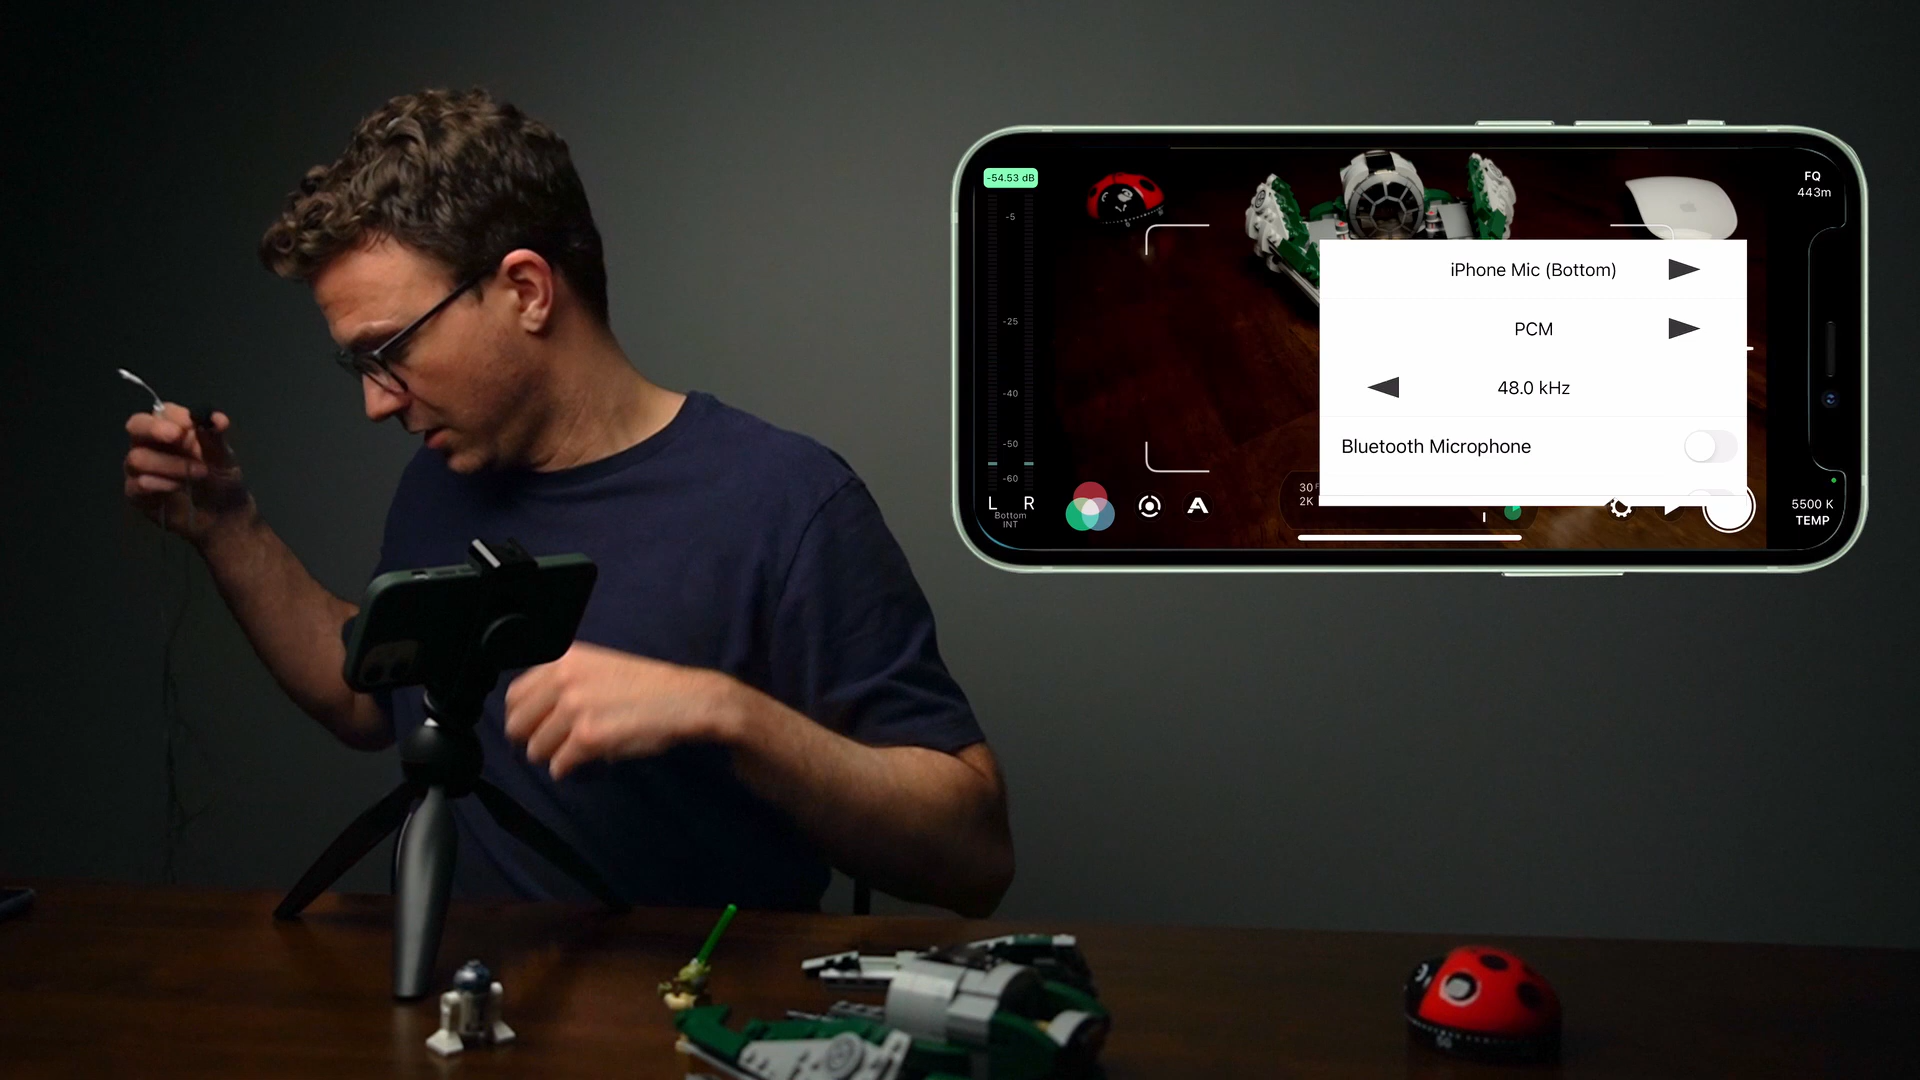 -54.53 dB
-5
-25
-40
-50
-60
L R
Bottom
INT
FQ
443m
iPhone Mic (Bottom)
PCM
48.0 kHz
Bluetooth Microphone
30
2K
5500 K
TEMP